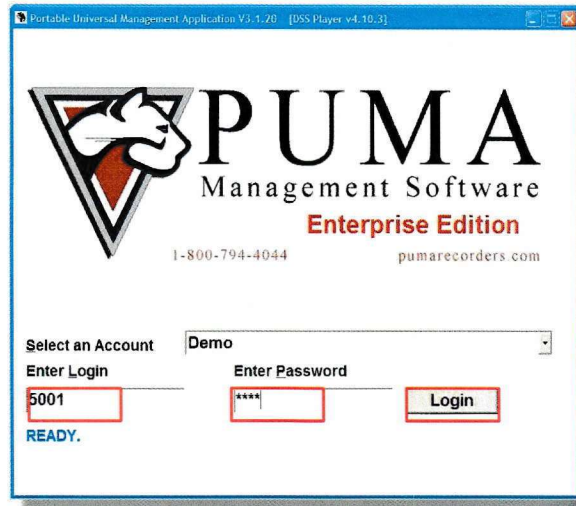 Portable Universal Management Application V3.1.20 [DSS Player v4.10.3]
PUMA
Management Software
Enterprise Edition
1-800-794-4044 pumarecorders.com
Select an Account Demo
Enter Login Enter Password
5001 **** Login
READY.